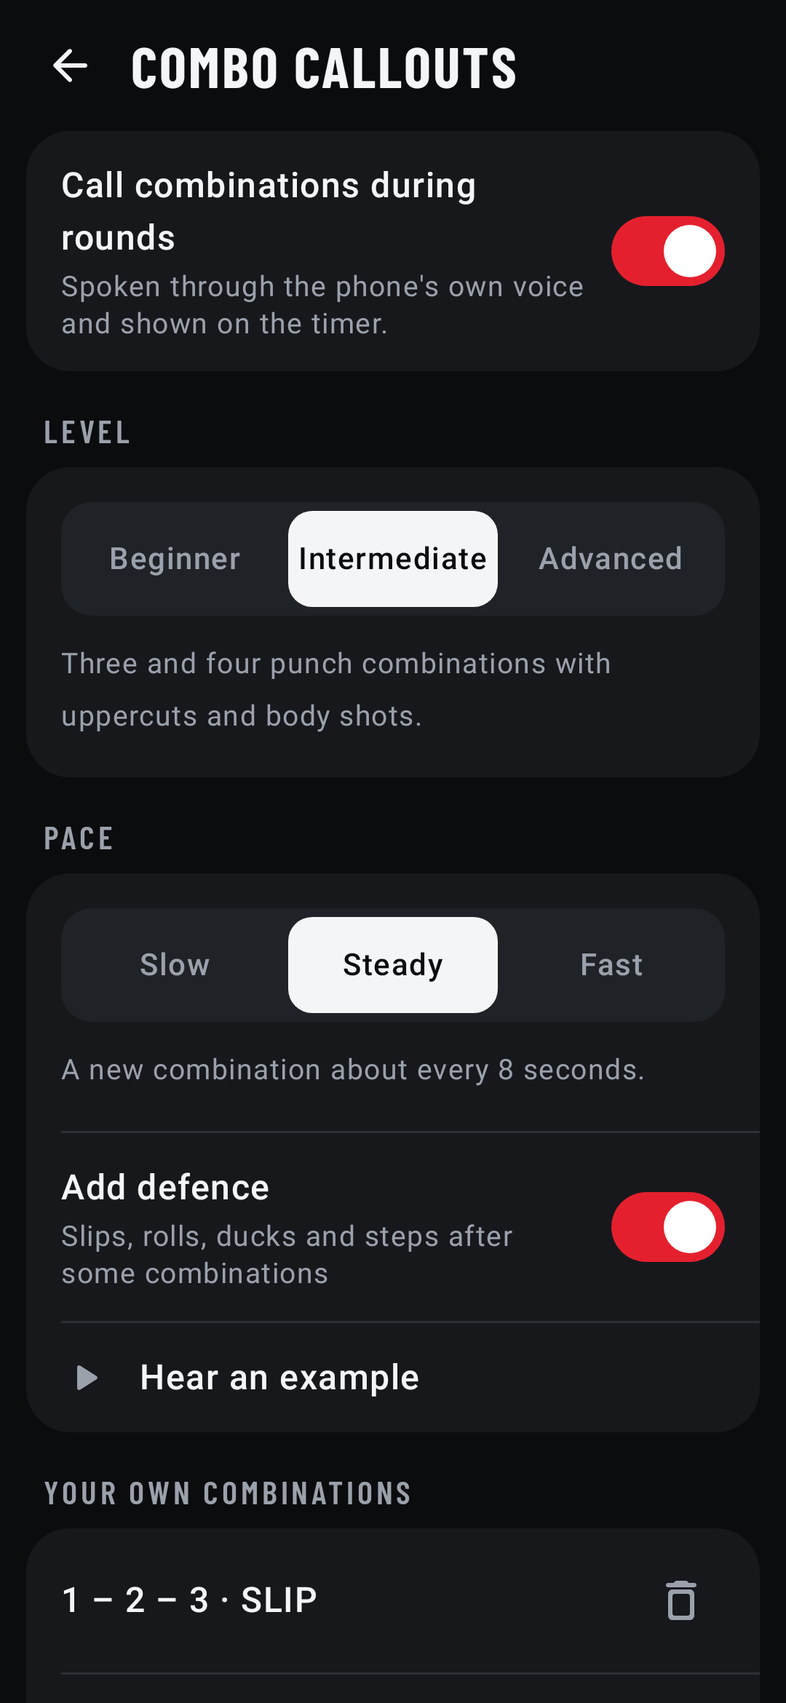 COMBO CALLOUTS
Call combinations during
rounds
Spoken through the phone's own voice
and shown on the timer.
LEVEL
Beginner
Intermediate
Advanced
Three and four punch combinations with
uppercuts and body shots.
PACE
Slow
Steady
Fast
A new combination about every 8 seconds.
Add defence
Slips, rolls, ducks and steps after
some combinations
Hear an example
YOUR OWN COMBINATIONS
1 – 2 – 3 · SLIP